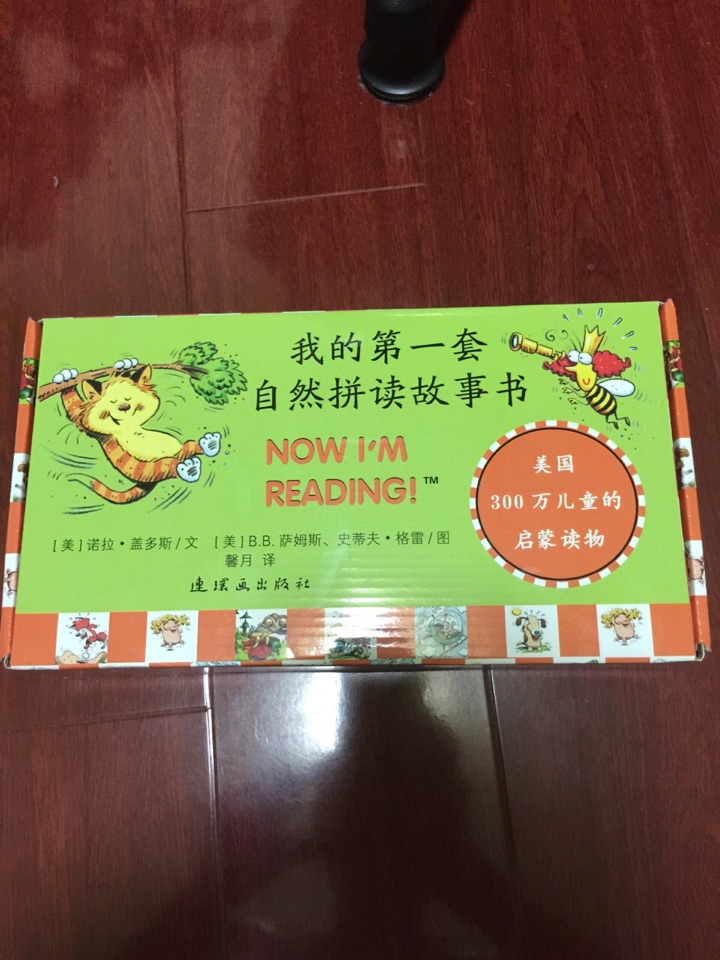 我的第一套
自然拼读故事书
NOW I'M
READING!™
美国
300万儿童的
启蒙读物
[美]诺拉·盖多斯/文 [美]B.B.萨姆斯、史蒂夫·格雷/图
馨月 译
连环画出版社